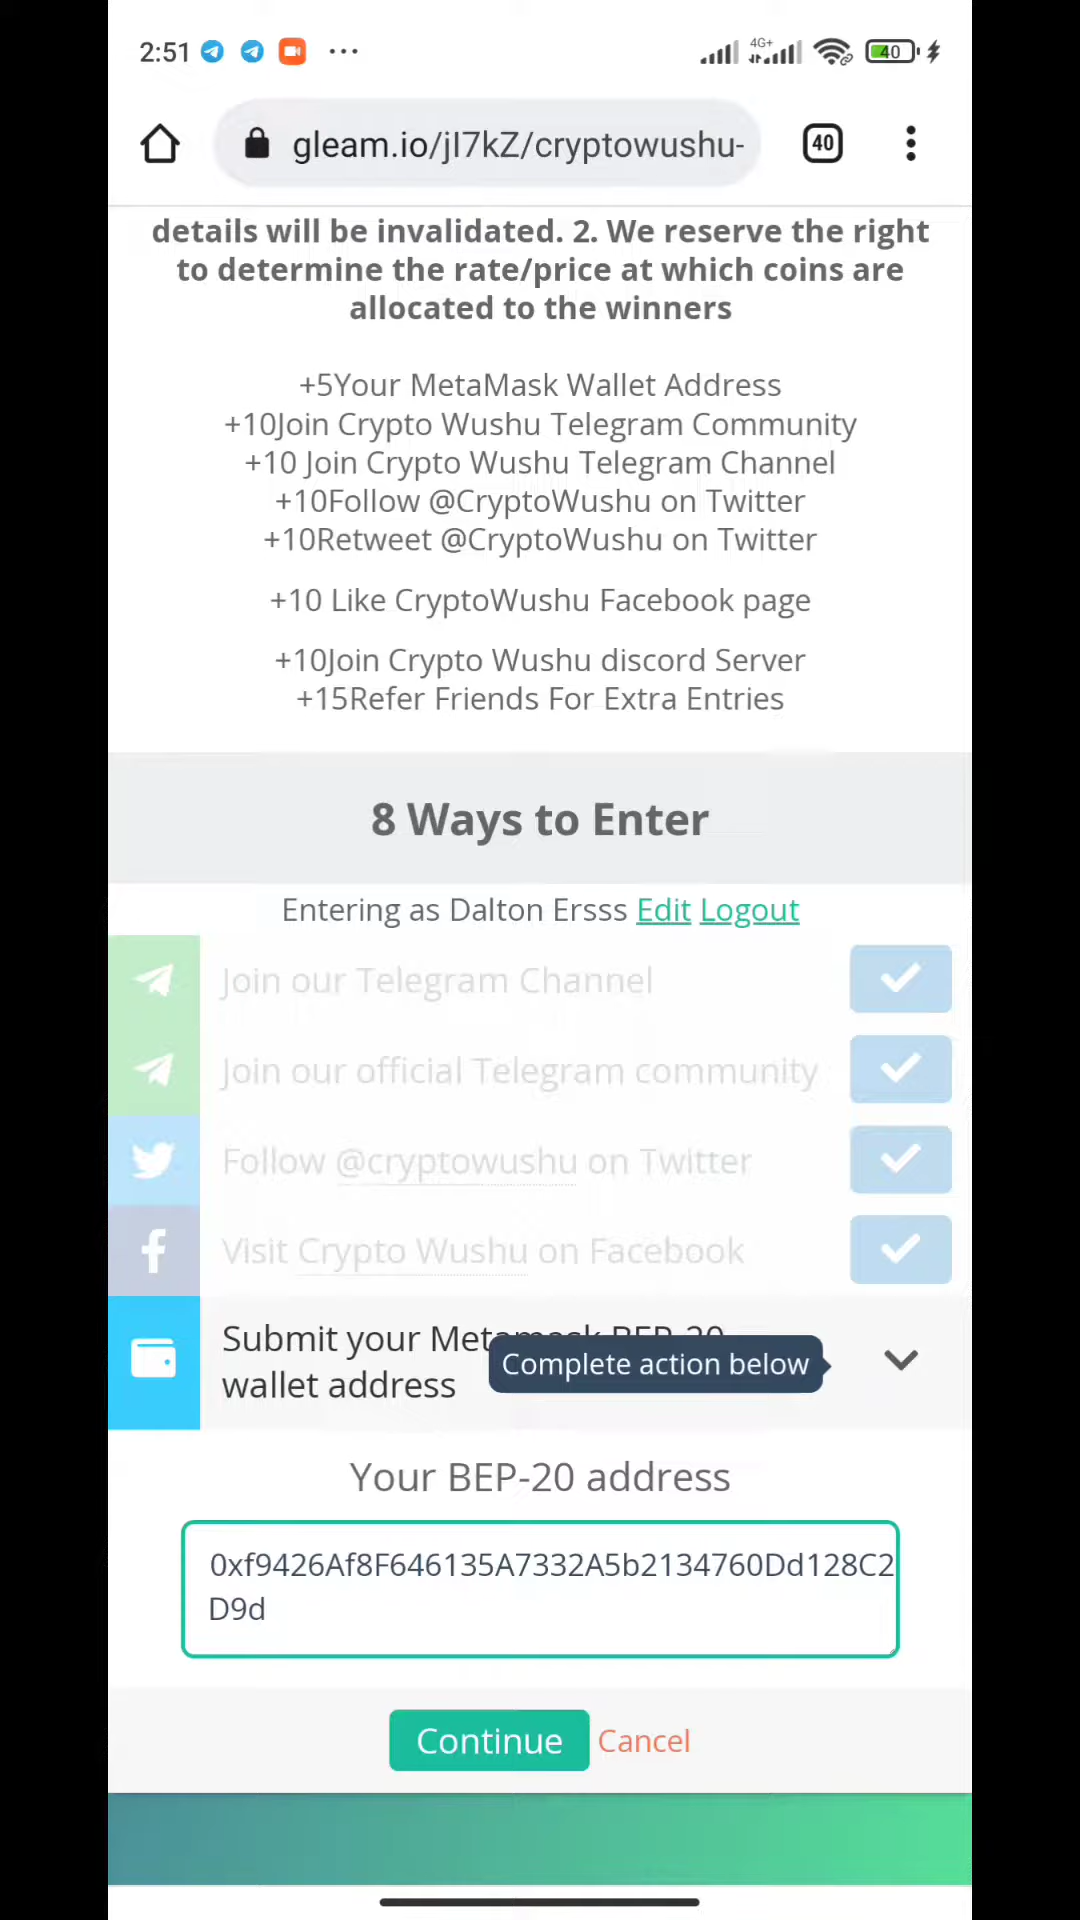 2:51
4G+
40
gleam.io/jI7kZ/cryptowushu-
40
details will be invalidated. 2. We reserve the right
to determine the rate/price at which coins are
allocated to the winners
+5Your MetaMask Wallet Address
+10Join Crypto Wushu Telegram Community
+10 Join Crypto Wushu Telegram Channel
+10Follow @CryptoWushu on Twitter
+10Retweet @CryptoWushu on Twitter
+10 Like CryptoWushu Facebook page
+10Join Crypto Wushu discord Server
+15Refer Friends For Extra Entries
8 Ways to Enter
Entering as Dalton Ersss Edit Logout
Join our Telegram Channel
Join our official Telegram community
Follow @cryptowushu on Twitter
Visit Crypto Wushu on Facebook
Submit your Metamask BEP-20
wallet address
Complete action below
Your BEP-20 address
0xf9426Af8F646135A7332A5b2134760Dd128C2
D9d
Continue Cancel